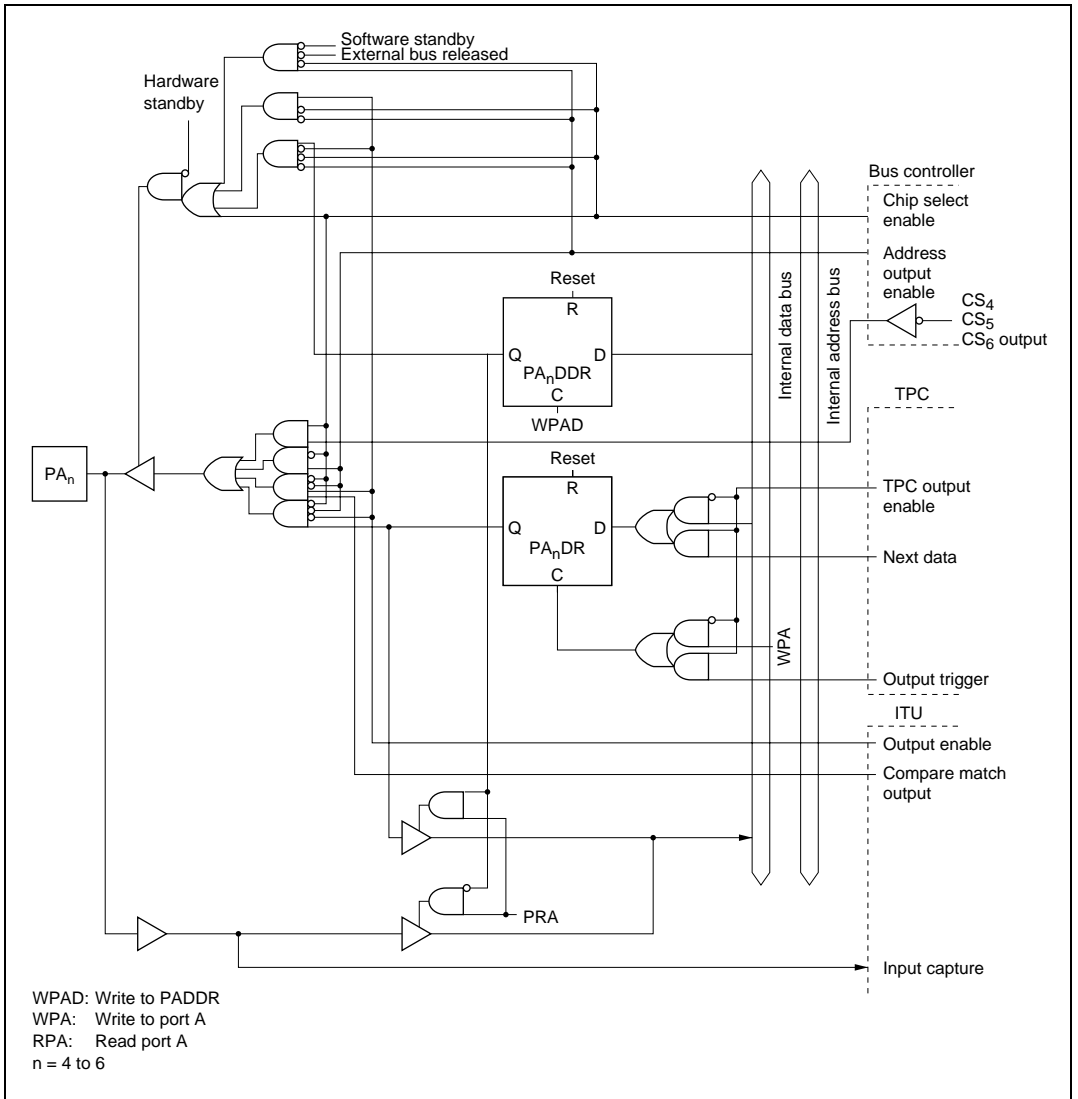 Software standby
External bus released
Hardware
standby
Bus controller
Chip select
enable
Address
output
enable
CS4
CS5
CS6 output
Internal data bus
Internal address bus
Reset
R
Q
D
PAnDDR
C
WPAD
TPC
PAn
Reset
R
Q
D
PAnDR
C
TPC output
enable
Next data
WPA
Output trigger
ITU
Output enable
Compare match
output
PRA
Input capture
WPAD: Write to PADDR
WPA: Write to port A
RPA: Read port A
n = 4 to 6